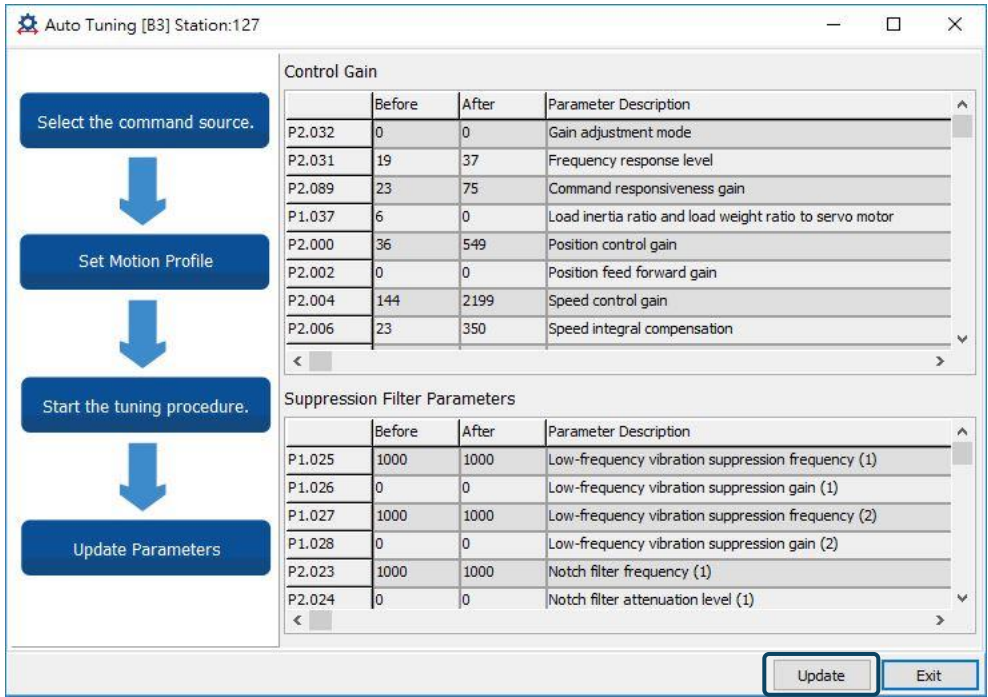 Auto Tuning [B3] Station:127
Select the command source.
Set Motion Profile
Start the tuning procedure.
Update Parameters
Control Gain
Before After Parameter Description
P2.032 0 0 Gain adjustment mode
P2.031 19 37 Frequency response level
P2.089 23 75 Command responsiveness gain
P1.037 6 0 Load inertia ratio and load weight ratio to servo motor
P2.000 36 549 Position control gain
P2.002 0 0 Position feed forward gain
P2.004 144 2199 Speed control gain
P2.006 23 350 Speed integral compensation
Suppression Filter Parameters
Before After Parameter Description
P1.025 1000 1000 Low-frequency vibration suppression frequency (1)
P1.026 0 0 Low-frequency vibration suppression gain (1)
P1.027 1000 1000 Low-frequency vibration suppression frequency (2)
P1.028 0 0 Low-frequency vibration suppression gain (2)
P2.023 1000 1000 Notch filter frequency (1)
P2.024 0 0 Notch filter attenuation level (1)
Update Exit